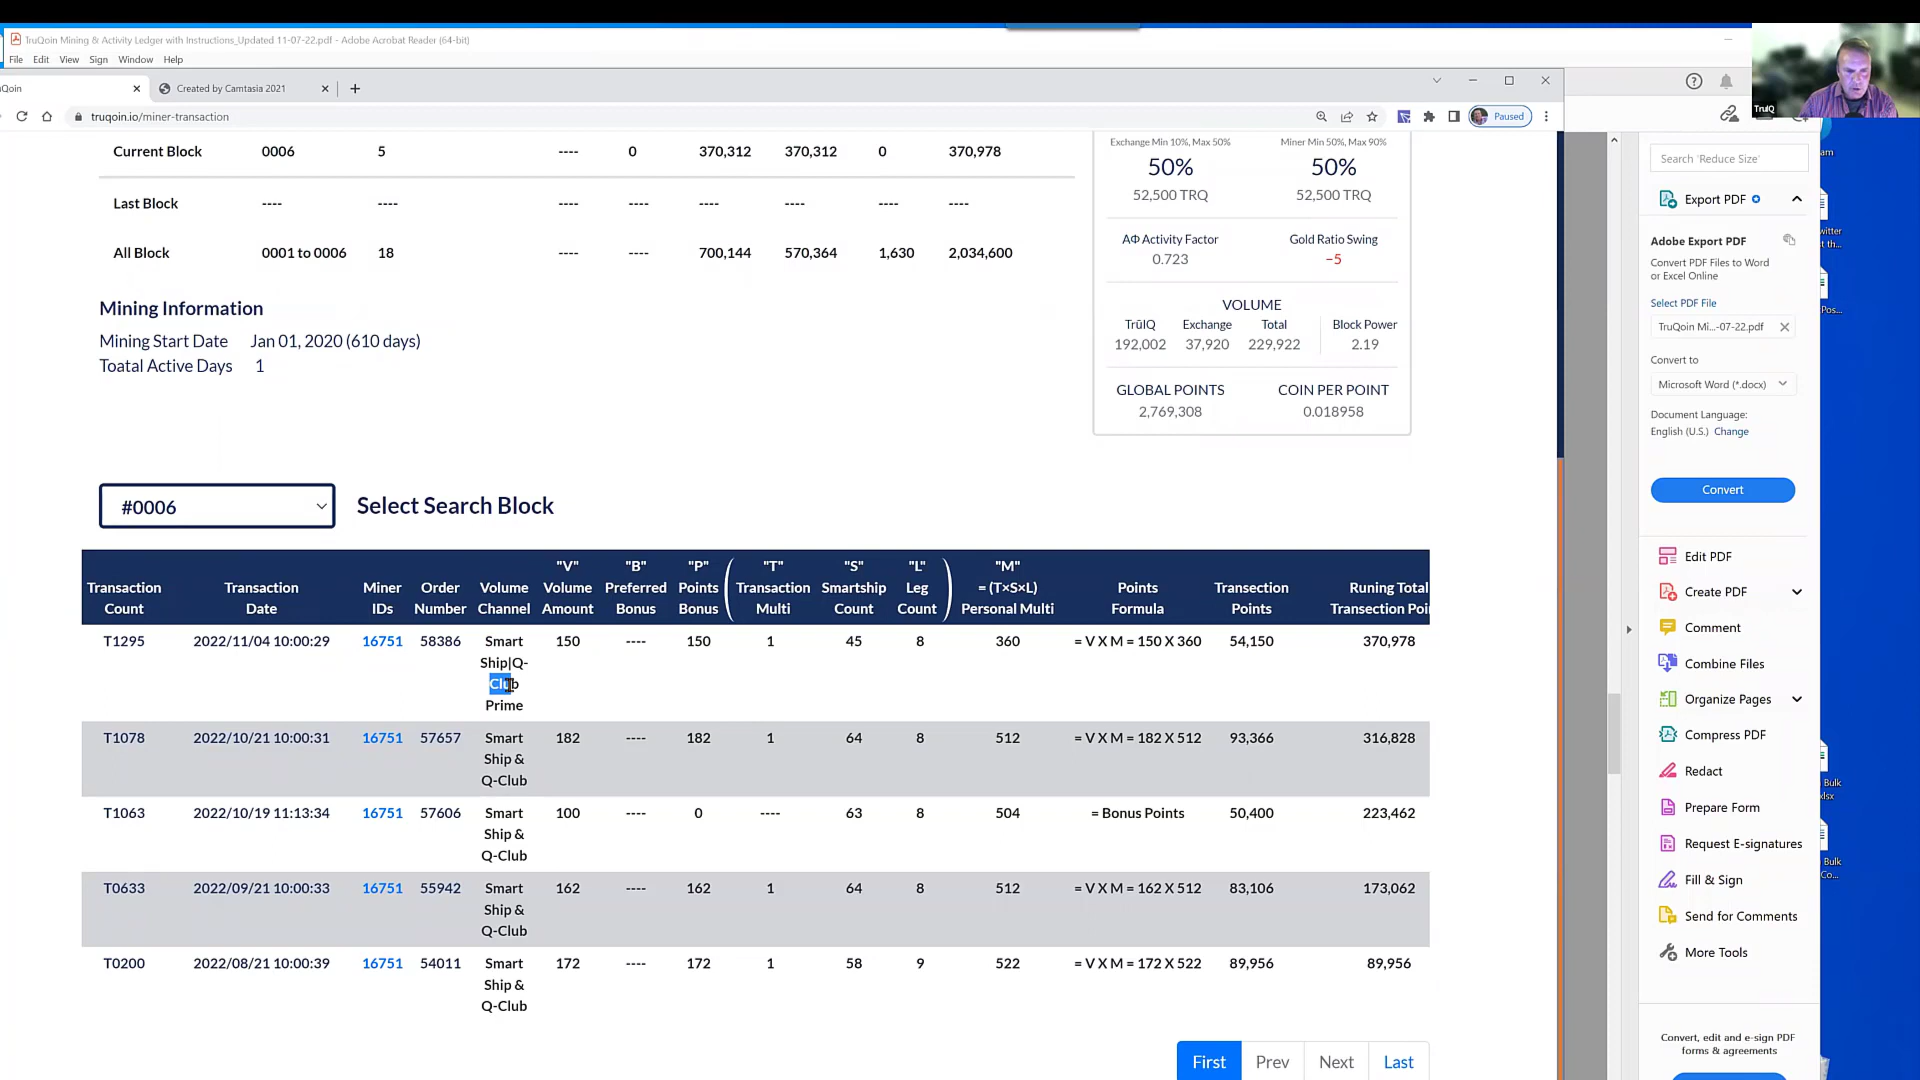 TruQoin Mining & Activity Ledger with Instructions_Updated 11-07-22.pdf - Adobe Acrobat Reader (64-bit)
File Edit View Sign Window Help
Created by Camtasia 2021
truqoin.io/miner-transaction
Paused
TruIQ
Current Block 0006 5 ---- 0 370,312 370,312 0 370,978
Last Block ---- ---- ---- ---- ---- ---- ---- ----
All Block 0001 to 0006 18 ---- ---- 700,144 570,364 1,630 2,034,600
Mining Information
Mining Start Date Jan 01, 2020 (610 days)
Toatal Active Days 1
Exchange Min 10%, Max 50% Miner Min 50%, Max 90%
50% 50%
52,500 TRQ 52,500 TRQ
AΦ Activity Factor Gold Ratio Swing
0.723 −5
VOLUME
TrūIQ Exchange Total Block Power
192,002 37,920 229,922 2.19
GLOBAL POINTS COIN PER POINT
2,769,308 0.018958
#0006 Select Search Block
"V" "B" "P" "T" "S" "L" "M"
Transaction Transaction Miner Order Volume Volume Preferred Points ( Transaction Smartship Leg ) = (T×S×L) Points Transection Runing Total
Count Date IDs Number Channel Amount Bonus Bonus Multi Count Count Personal Multi Formula Points Transection
T1295 2022/11/04 10:00:29 16751 58386 Smart 150 ---- 150 1 45 8 360 = V X M = 150 X 360 54,150 370,978
Ship|Q-
Club
Prime
T1078 2022/10/21 10:00:31 16751 57657 Smart 182 ---- 182 1 64 8 512 = V X M = 182 X 512 93,366 316,828
Ship &
Q-Club
T1063 2022/10/19 11:13:34 16751 57606 Smart 100 ---- 0 ---- 63 8 504 = Bonus Points 50,400 223,462
Ship &
Q-Club
T0633 2022/09/21 10:00:33 16751 55942 Smart 162 ---- 162 1 64 8 512 = V X M = 162 X 512 83,106 173,062
Ship &
Q-Club
T0200 2022/08/21 10:00:39 16751 54011 Smart 172 ---- 172 1 58 9 522 = V X M = 172 X 522 89,956 89,956
Ship &
Q-Club
First Prev Next Last
Search 'Reduce Size'
Export PDF
Adobe Export PDF
Convert PDF Files to Word
or Excel Online
Select PDF File
TruQoin Mi...-07-22.pdf
Convert to
Microsoft Word (*.docx)
Document Language:
English (U.S.) Change
Convert
Edit PDF
Create PDF
Comment
Combine Files
Organize Pages
Compress PDF
Redact
Prepare Form
Request E-signatures
Fill & Sign
Send for Comments
More Tools
Convert, edit and e-sign PDF
forms & agreements